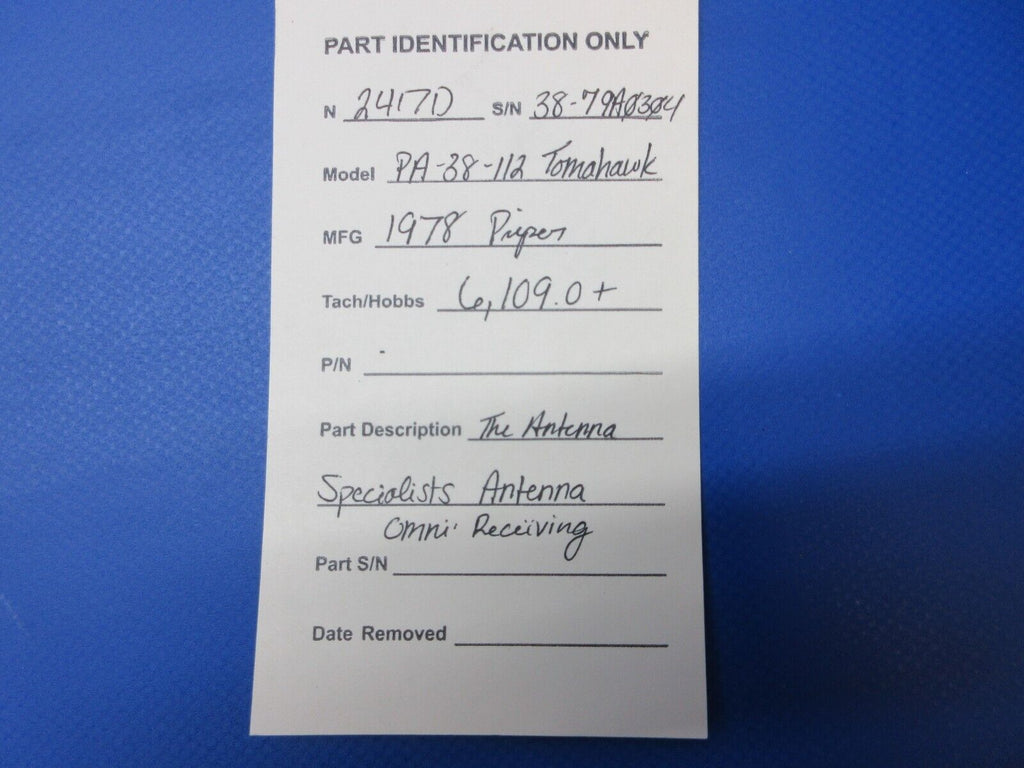 PART IDENTIFICATION ONLY
N 2417D S/N 38-79A0304
Model PA-38-112 Tomahawk
MFG 1978 Piper
Tach/Hobbs 6,109.0+
P/N -
Part Description The Antenna
Specialists Antenna
Omni Receiving
Part S/N
Date Removed